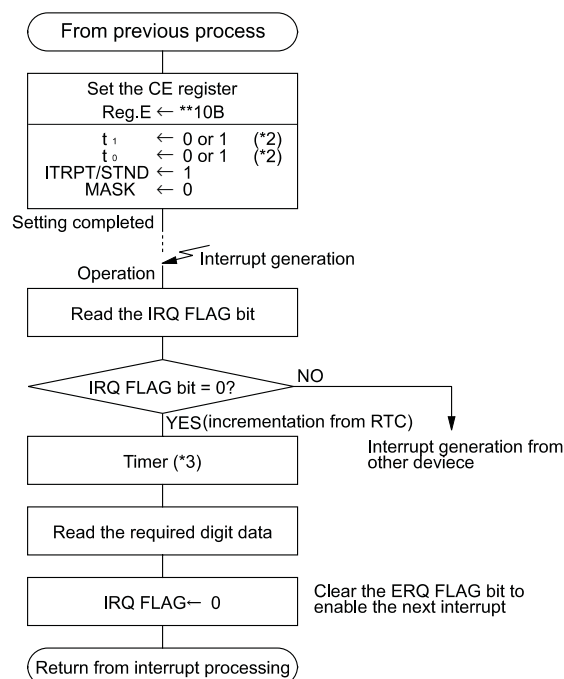 From previous process
Set the CE register
Reg.E ← **10B
t 1 ← 0 or 1 (*2)
t 0 ← 0 or 1 (*2)
ITRPT/STND ← 1
MASK ← 0
Setting completed
Interrupt generation
Operation
Read the IRQ FLAG bit
IRQ FLAG bit = 0?
NO
YES(incrementation from RTC)
Interrupt generation from
other deviece
Timer (*3)
Read the required digit data
IRQ FLAG← 0
Clear the ERQ FLAG bit to
enable the next interrupt
Return from interrupt processing